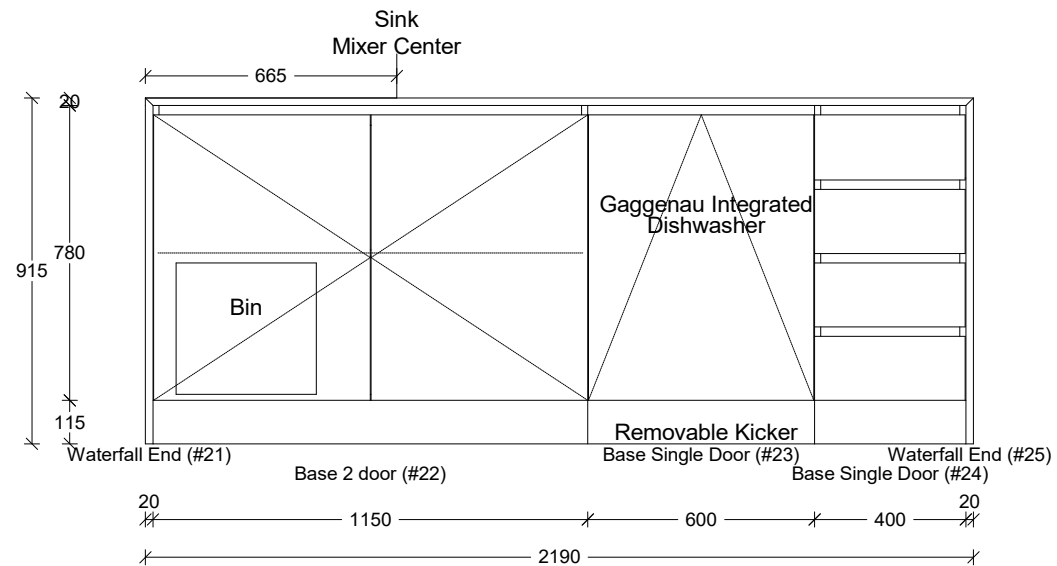 Sink
Mixer Center
665
20
780
915
Gaggenau Integrated
Dishwasher
Bin
115
Removable Kicker
Waterfall End (#21)
Base Single Door (#23)
Waterfall End (#25)
Base 2 door (#22)
Base Single Door (#24)
20
20
1150
600
400
2190